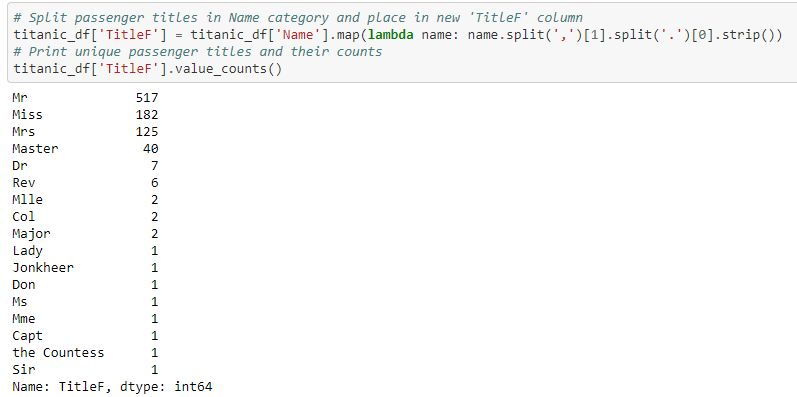 # Split passenger titles in Name category and place in new 'TitleF' column
titanic_df['TitleF'] = titanic_df['Name'].map(lambda name: name.split(',')[1].split('.')[0].strip())
# Print unique passenger titles and their counts
titanic_df['TitleF'].value_counts()
Mr 517
Miss 182
Mrs 125
Master 40
Dr 7
Rev 6
Mlle 2
Col 2
Major 2
Lady 1
Jonkheer 1
Don 1
Ms 1
Mme 1
Capt 1
the Countess 1
Sir 1
Name: TitleF, dtype: int64